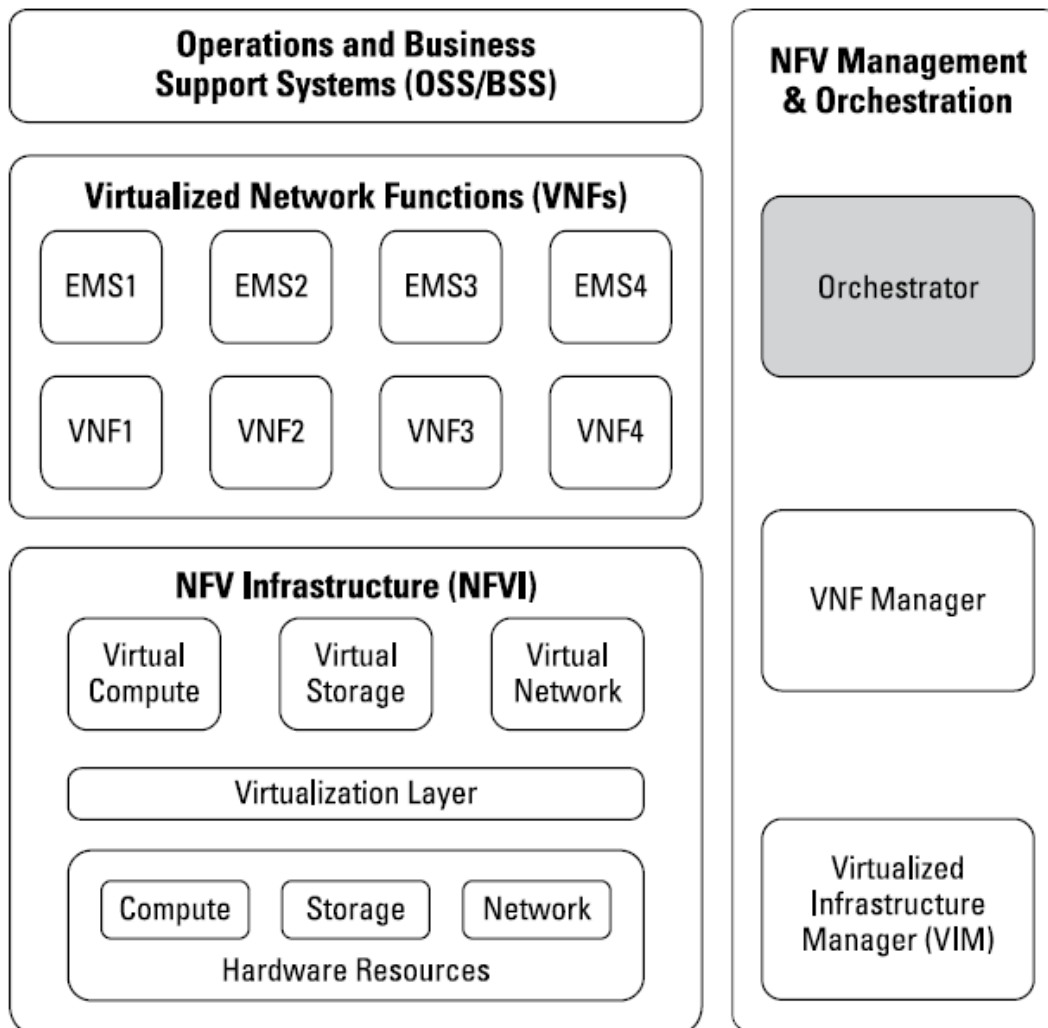 Operations and Business
Support Systems (OSS/BSS)
Virtualized Network Functions (VNFs)
EMS1
EMS2
EMS3
EMS4
VNF1
VNF2
VNF3
VNF4
NFV Infrastructure (NFVI)
Virtual
Compute
Virtual
Storage
Virtual
Network
Virtualization Layer
Compute
Storage
Network
Hardware Resources
NFV Management
& Orchestration
Orchestrator
VNF Manager
Virtualized
Infrastructure
Manager (VIM)